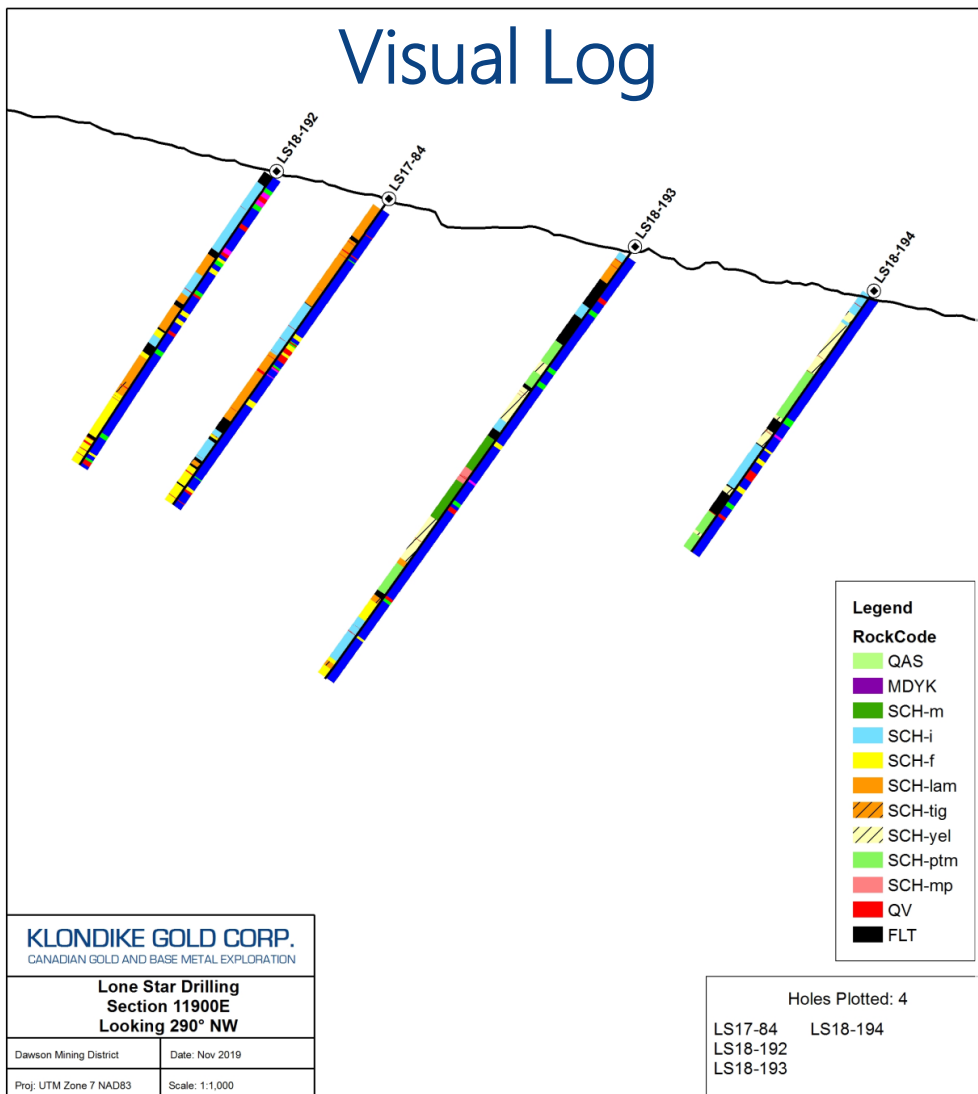 Visual Log
LS18-192
LS17-84
LS18-193
LS18-194
Legend
RockCode
QAS
MDYK
SCH-m
SCH-i
SCH-f
SCH-lam
SCH-tig
SCH-yel
SCH-ptm
SCH-mp
QV
FLT
KLONDIKE GOLD CORP.
CANADIAN GOLD AND BASE METAL EXPLORATION
Lone Star Drilling
Section 11900E
Looking 290° NW
Dawson Mining District
Date: Nov 2019
Proj: UTM Zone 7 NAD83
Scale: 1:1,000
Holes Plotted: 4
LS17-84 LS18-194
LS18-192
LS18-193